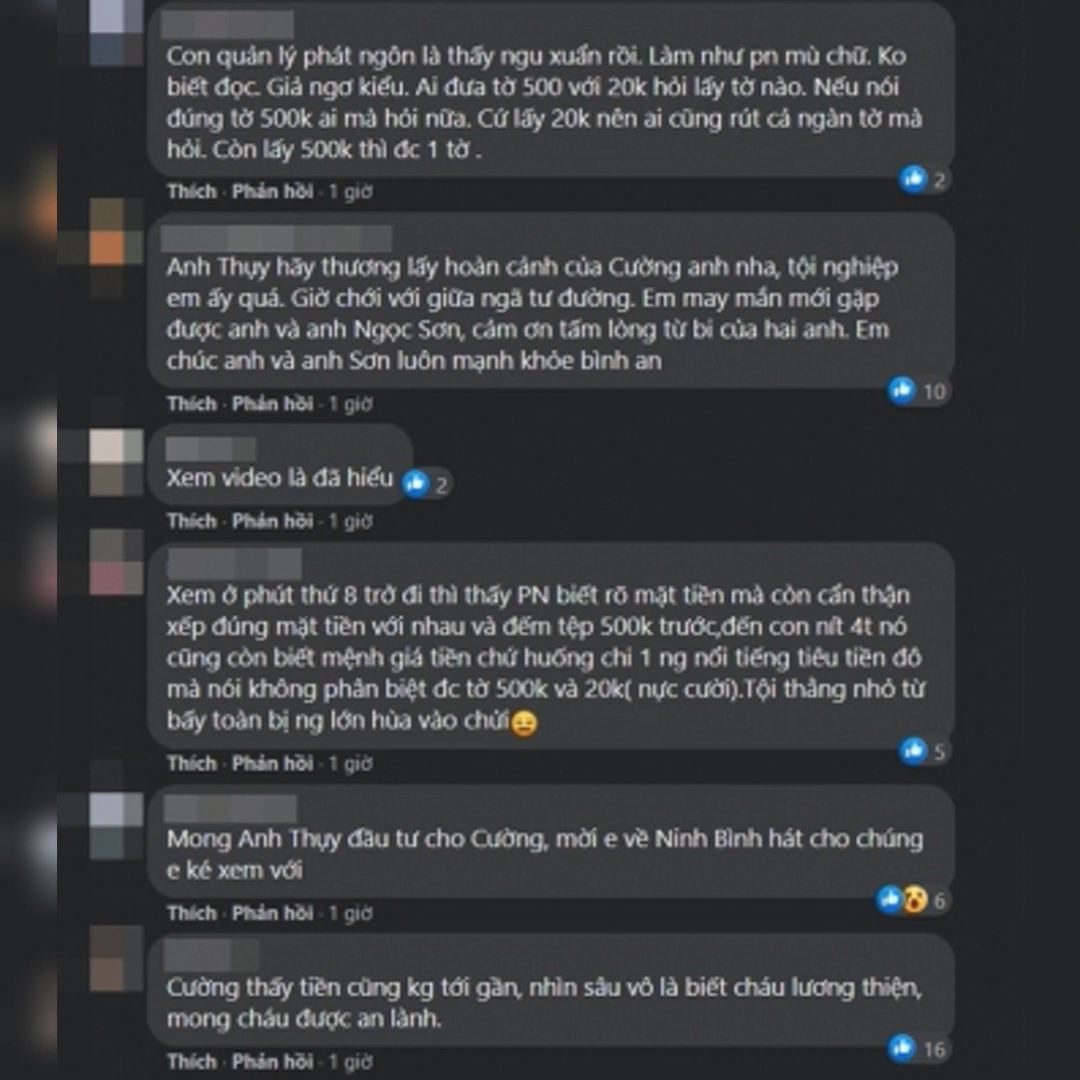 Con quản lý phát ngôn là thấy ngu xuẩn rồi. Làm như pn mù chữ. Ko
biết đọc. Giả ngơ kiểu. Ai đưa tờ 500 với 20k hỏi lấy tờ nào. Nếu nói
đúng tờ 500k ai mà hỏi nữa. Cứ lấy 20k nên ai cũng rút cả ngàn tờ mà
hỏi. Còn lấy 500k thì đc 1 tờ .
2
Thích · Phản hồi · 1 giờ
Anh Thụy hãy thương lấy hoàn cảnh của Cường anh nha, tội nghiệp
em ấy quá. Giờ chới với giữa ngã tư đường. Em may mắn mới gặp
được anh và anh Ngọc Sơn, cảm ơn tấm lòng từ bi của hai anh. Em
chúc anh và anh Sơn luôn mạnh khỏe bình an
10
Thích · Phản hồi · 1 giờ
Xem video là đã hiểu
2
Thích · Phản hồi · 1 giờ
Xem ở phút thứ 8 trở đi thì thấy PN biết rõ mặt tiền mà còn cẩn thận
xếp đúng mặt tiền với nhau và đếm tệp 500k trước,đến con nít 4t nó
cũng còn biết mệnh giá tiền chứ huống chi 1 ng nổi tiếng tiêu tiền đô
mà nói không phân biệt đc tờ 500k và 20k( nực cười).Tội thằng nhỏ từ
bấy toàn bị ng lớn hùa vào chửi
5
Thích · Phản hồi · 1 giờ
Mong Anh Thụy đầu tư cho Cường, mời e về Ninh Bình hát cho chúng
e ké xem với
6
Thích · Phản hồi · 1 giờ
Cường thấy tiền cũng kg tới gần, nhìn sâu vô là biết cháu lương thiện,
mong cháu được an lành.
16
Thích · Phản hồi · 1 giờ